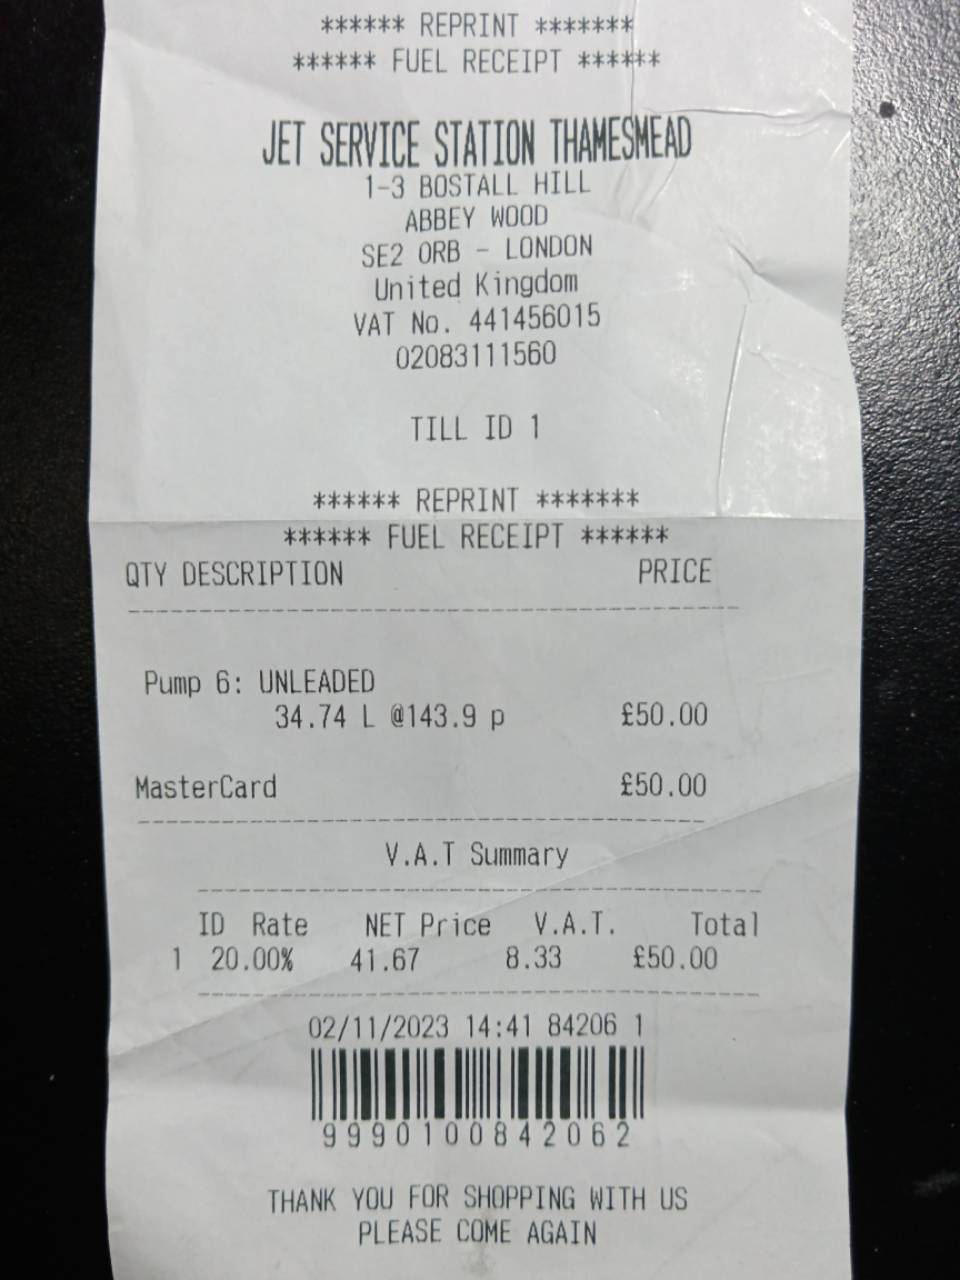 ****** REPRINT *******
****** FUEL RECEIPT ******
JET SERVICE STATION THAMESMEAD
1-3 BOSTALL HILL
ABBEY WOOD
SE2 0RB - LONDON
United Kingdom
VAT No. 441456015
02083111560
TILL ID 1
****** REPRINT *******
****** FUEL RECEIPT ******
QTY DESCRIPTION PRICE
Pump 6: UNLEADED
34.74 L @143.9 p £50.00
MasterCard £50.00
V.A.T Summary
ID Rate NET Price V.A.T. Total
1 20.00% 41.67 8.33 £50.00
02/11/2023 14:41 84206 1
9990100842062
THANK YOU FOR SHOPPING WITH US
PLEASE COME AGAIN